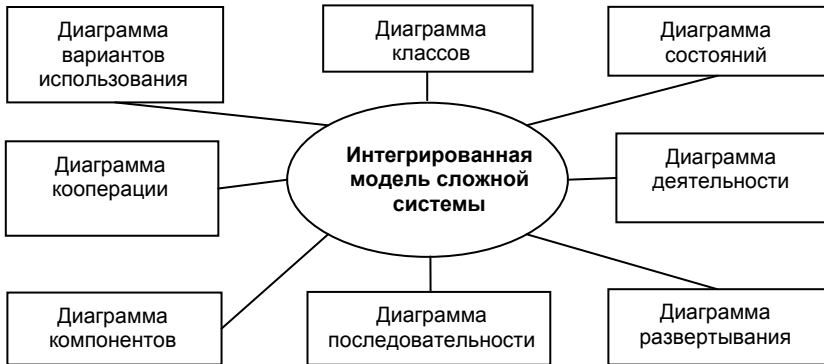 Диаграмма
вариантов
использования
Диаграмма
классов
Диаграмма
состояний
Диаграмма
кооперации
Интегрированная
модель сложной
системы
Диаграмма
деятельности
Диаграмма
компонентов
Диаграмма
последовательности
Диаграмма
развертывания